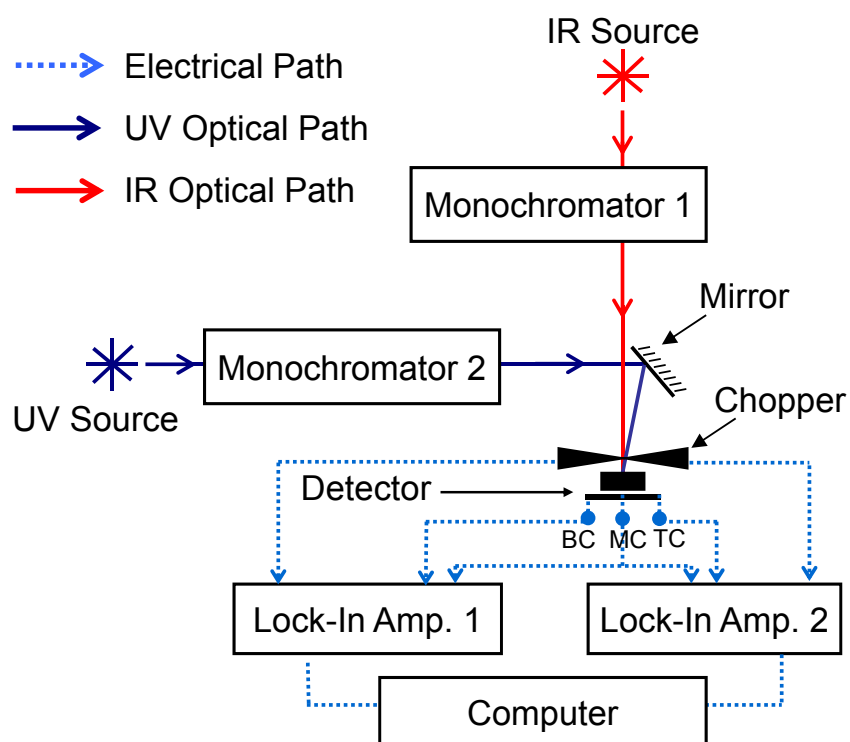 IR Source
Electrical Path
UV Optical Path
IR Optical Path
Monochromator 1
Mirror
Monochromator 2
Chopper
UV Source
Detector
BC MC TC
Lock-In Amp. 1
Lock-In Amp. 2
Computer